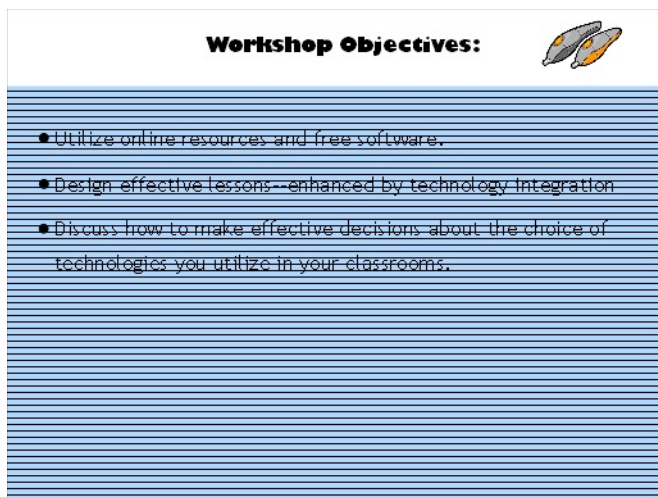 Workshop Objectives:
●Utilize online resources and free software.
●Design effective lessons--enhanced by technology integration
●Discuss how to make effective decisions about the choice of
technologies you utilize in your classrooms.